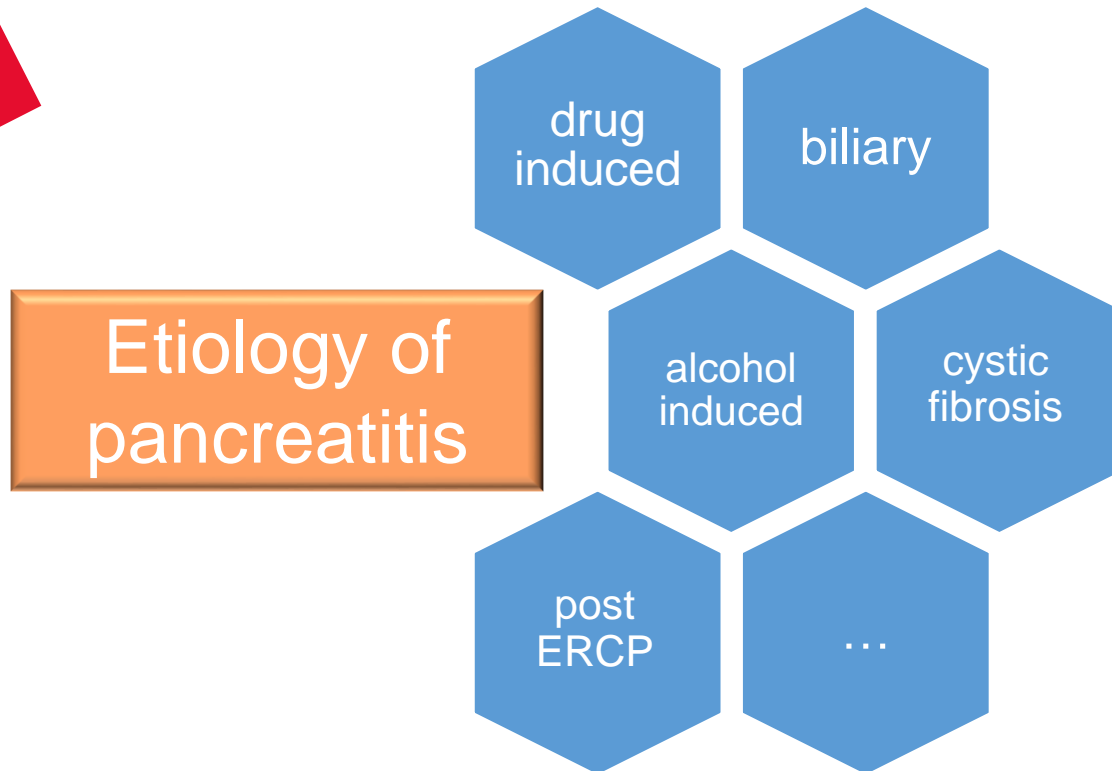 Etiology of
pancreatitis
drug
induced
biliary
alcohol
induced
cystic
fibrosis
post
ERCP
…